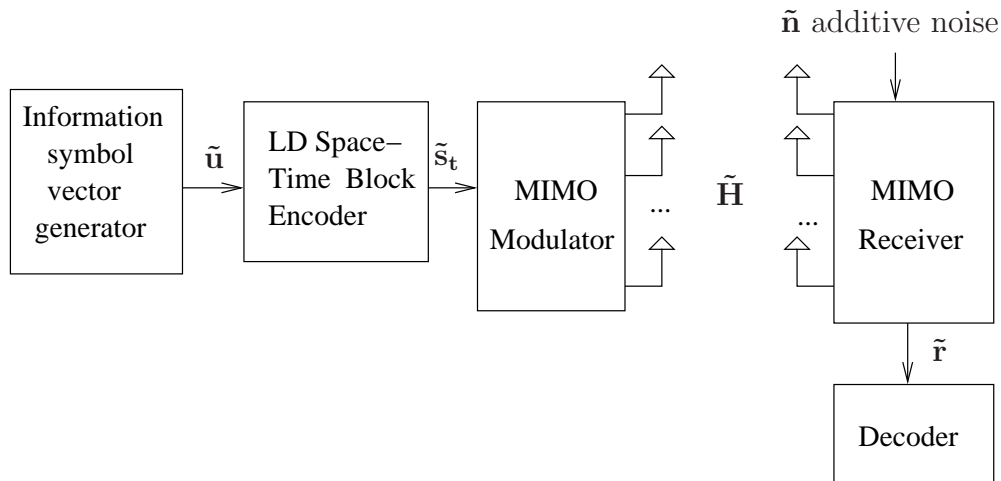 ñ additive noise
Information
symbol
vector
generator
ũ
LD Space–
Time Block
Encoder
s̃ₜ
MIMO
Modulator
...
H̃
...
MIMO
Receiver
r̃
Decoder